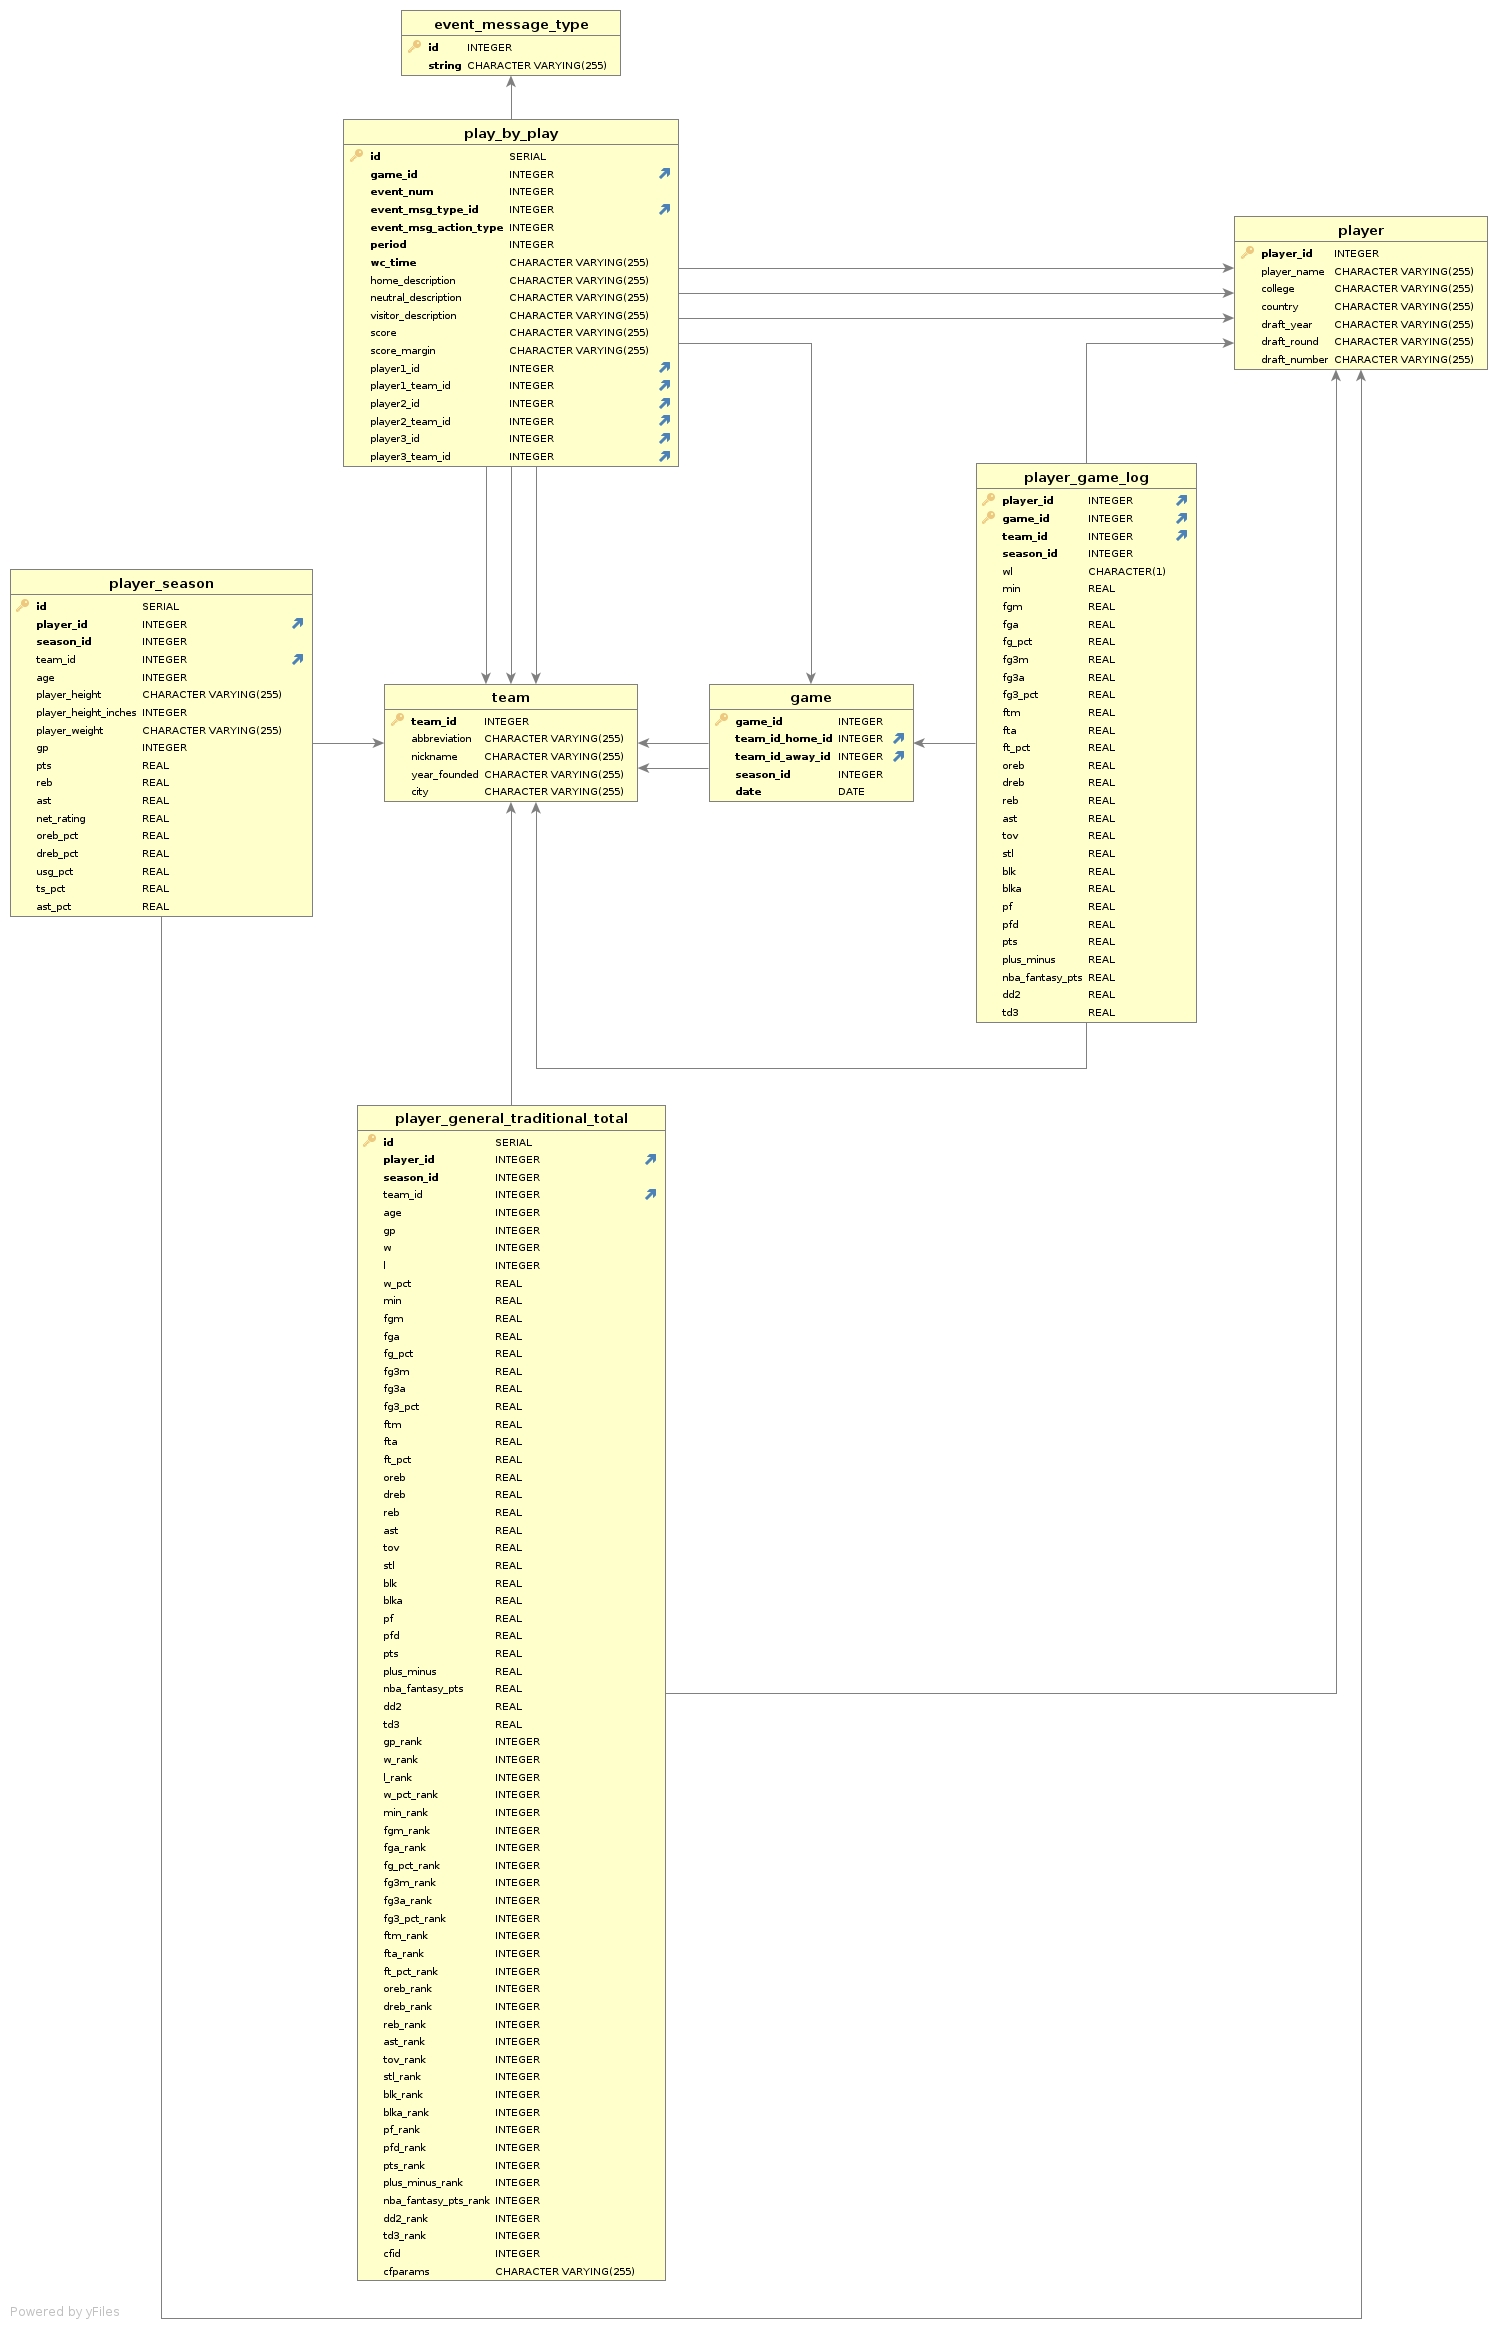 event_message_type
id INTEGER
string CHARACTER VARYING(255)
play_by_play
id SERIAL
game_id INTEGER
event_num INTEGER
event_msg_type_id INTEGER
event_msg_action_type INTEGER
period INTEGER
wc_time CHARACTER VARYING(255)
home_description CHARACTER VARYING(255)
neutral_description CHARACTER VARYING(255)
visitor_description CHARACTER VARYING(255)
score CHARACTER VARYING(255)
score_margin CHARACTER VARYING(255)
player1_id INTEGER
player1_team_id INTEGER
player2_id INTEGER
player2_team_id INTEGER
player3_id INTEGER
player3_team_id INTEGER
player
player_id INTEGER
player_name CHARACTER VARYING(255)
college CHARACTER VARYING(255)
country CHARACTER VARYING(255)
draft_year CHARACTER VARYING(255)
draft_round CHARACTER VARYING(255)
draft_number CHARACTER VARYING(255)
player_game_log
player_id INTEGER
game_id INTEGER
team_id INTEGER
season_id INTEGER
wl CHARACTER(1)
min REAL
fgm REAL
fga REAL
fg_pct REAL
fg3m REAL
fg3a REAL
fg3_pct REAL
ftm REAL
fta REAL
ft_pct REAL
oreb REAL
dreb REAL
reb REAL
ast REAL
tov REAL
stl REAL
blk REAL
blka REAL
pf REAL
pfd REAL
pts REAL
plus_minus REAL
nba_fantasy_pts REAL
dd2 REAL
td3 REAL
player_season
id SERIAL
player_id INTEGER
season_id INTEGER
team_id INTEGER
age INTEGER
player_height CHARACTER VARYING(255)
player_height_inches INTEGER
player_weight CHARACTER VARYING(255)
gp INTEGER
pts REAL
reb REAL
ast REAL
net_rating REAL
oreb_pct REAL
dreb_pct REAL
usg_pct REAL
ts_pct REAL
ast_pct REAL
team
team_id INTEGER
abbreviation CHARACTER VARYING(255)
nickname CHARACTER VARYING(255)
year_founded CHARACTER VARYING(255)
city CHARACTER VARYING(255)
game
game_id INTEGER
team_id_home_id INTEGER
team_id_away_id INTEGER
season_id INTEGER
date DATE
player_general_traditional_total
id SERIAL
player_id INTEGER
season_id INTEGER
team_id INTEGER
age INTEGER
gp INTEGER
w INTEGER
l INTEGER
w_pct REAL
min REAL
fgm REAL
fga REAL
fg_pct REAL
fg3m REAL
fg3a REAL
fg3_pct REAL
ftm REAL
fta REAL
ft_pct REAL
oreb REAL
dreb REAL
reb REAL
ast REAL
tov REAL
stl REAL
blk REAL
blka REAL
pf REAL
pfd REAL
pts REAL
plus_minus REAL
nba_fantasy_pts REAL
dd2 REAL
td3 REAL
gp_rank INTEGER
w_rank INTEGER
l_rank INTEGER
w_pct_rank INTEGER
min_rank INTEGER
fgm_rank INTEGER
fga_rank INTEGER
fg_pct_rank INTEGER
fg3m_rank INTEGER
fg3a_rank INTEGER
fg3_pct_rank INTEGER
ftm_rank INTEGER
fta_rank INTEGER
ft_pct_rank INTEGER
oreb_rank INTEGER
dreb_rank INTEGER
reb_rank INTEGER
ast_rank INTEGER
tov_rank INTEGER
stl_rank INTEGER
blk_rank INTEGER
blka_rank INTEGER
pf_rank INTEGER
pfd_rank INTEGER
pts_rank INTEGER
plus_minus_rank INTEGER
nba_fantasy_pts_rank INTEGER
dd2_rank INTEGER
td3_rank INTEGER
cfid INTEGER
cfparams CHARACTER VARYING(255)
Powered by yFiles